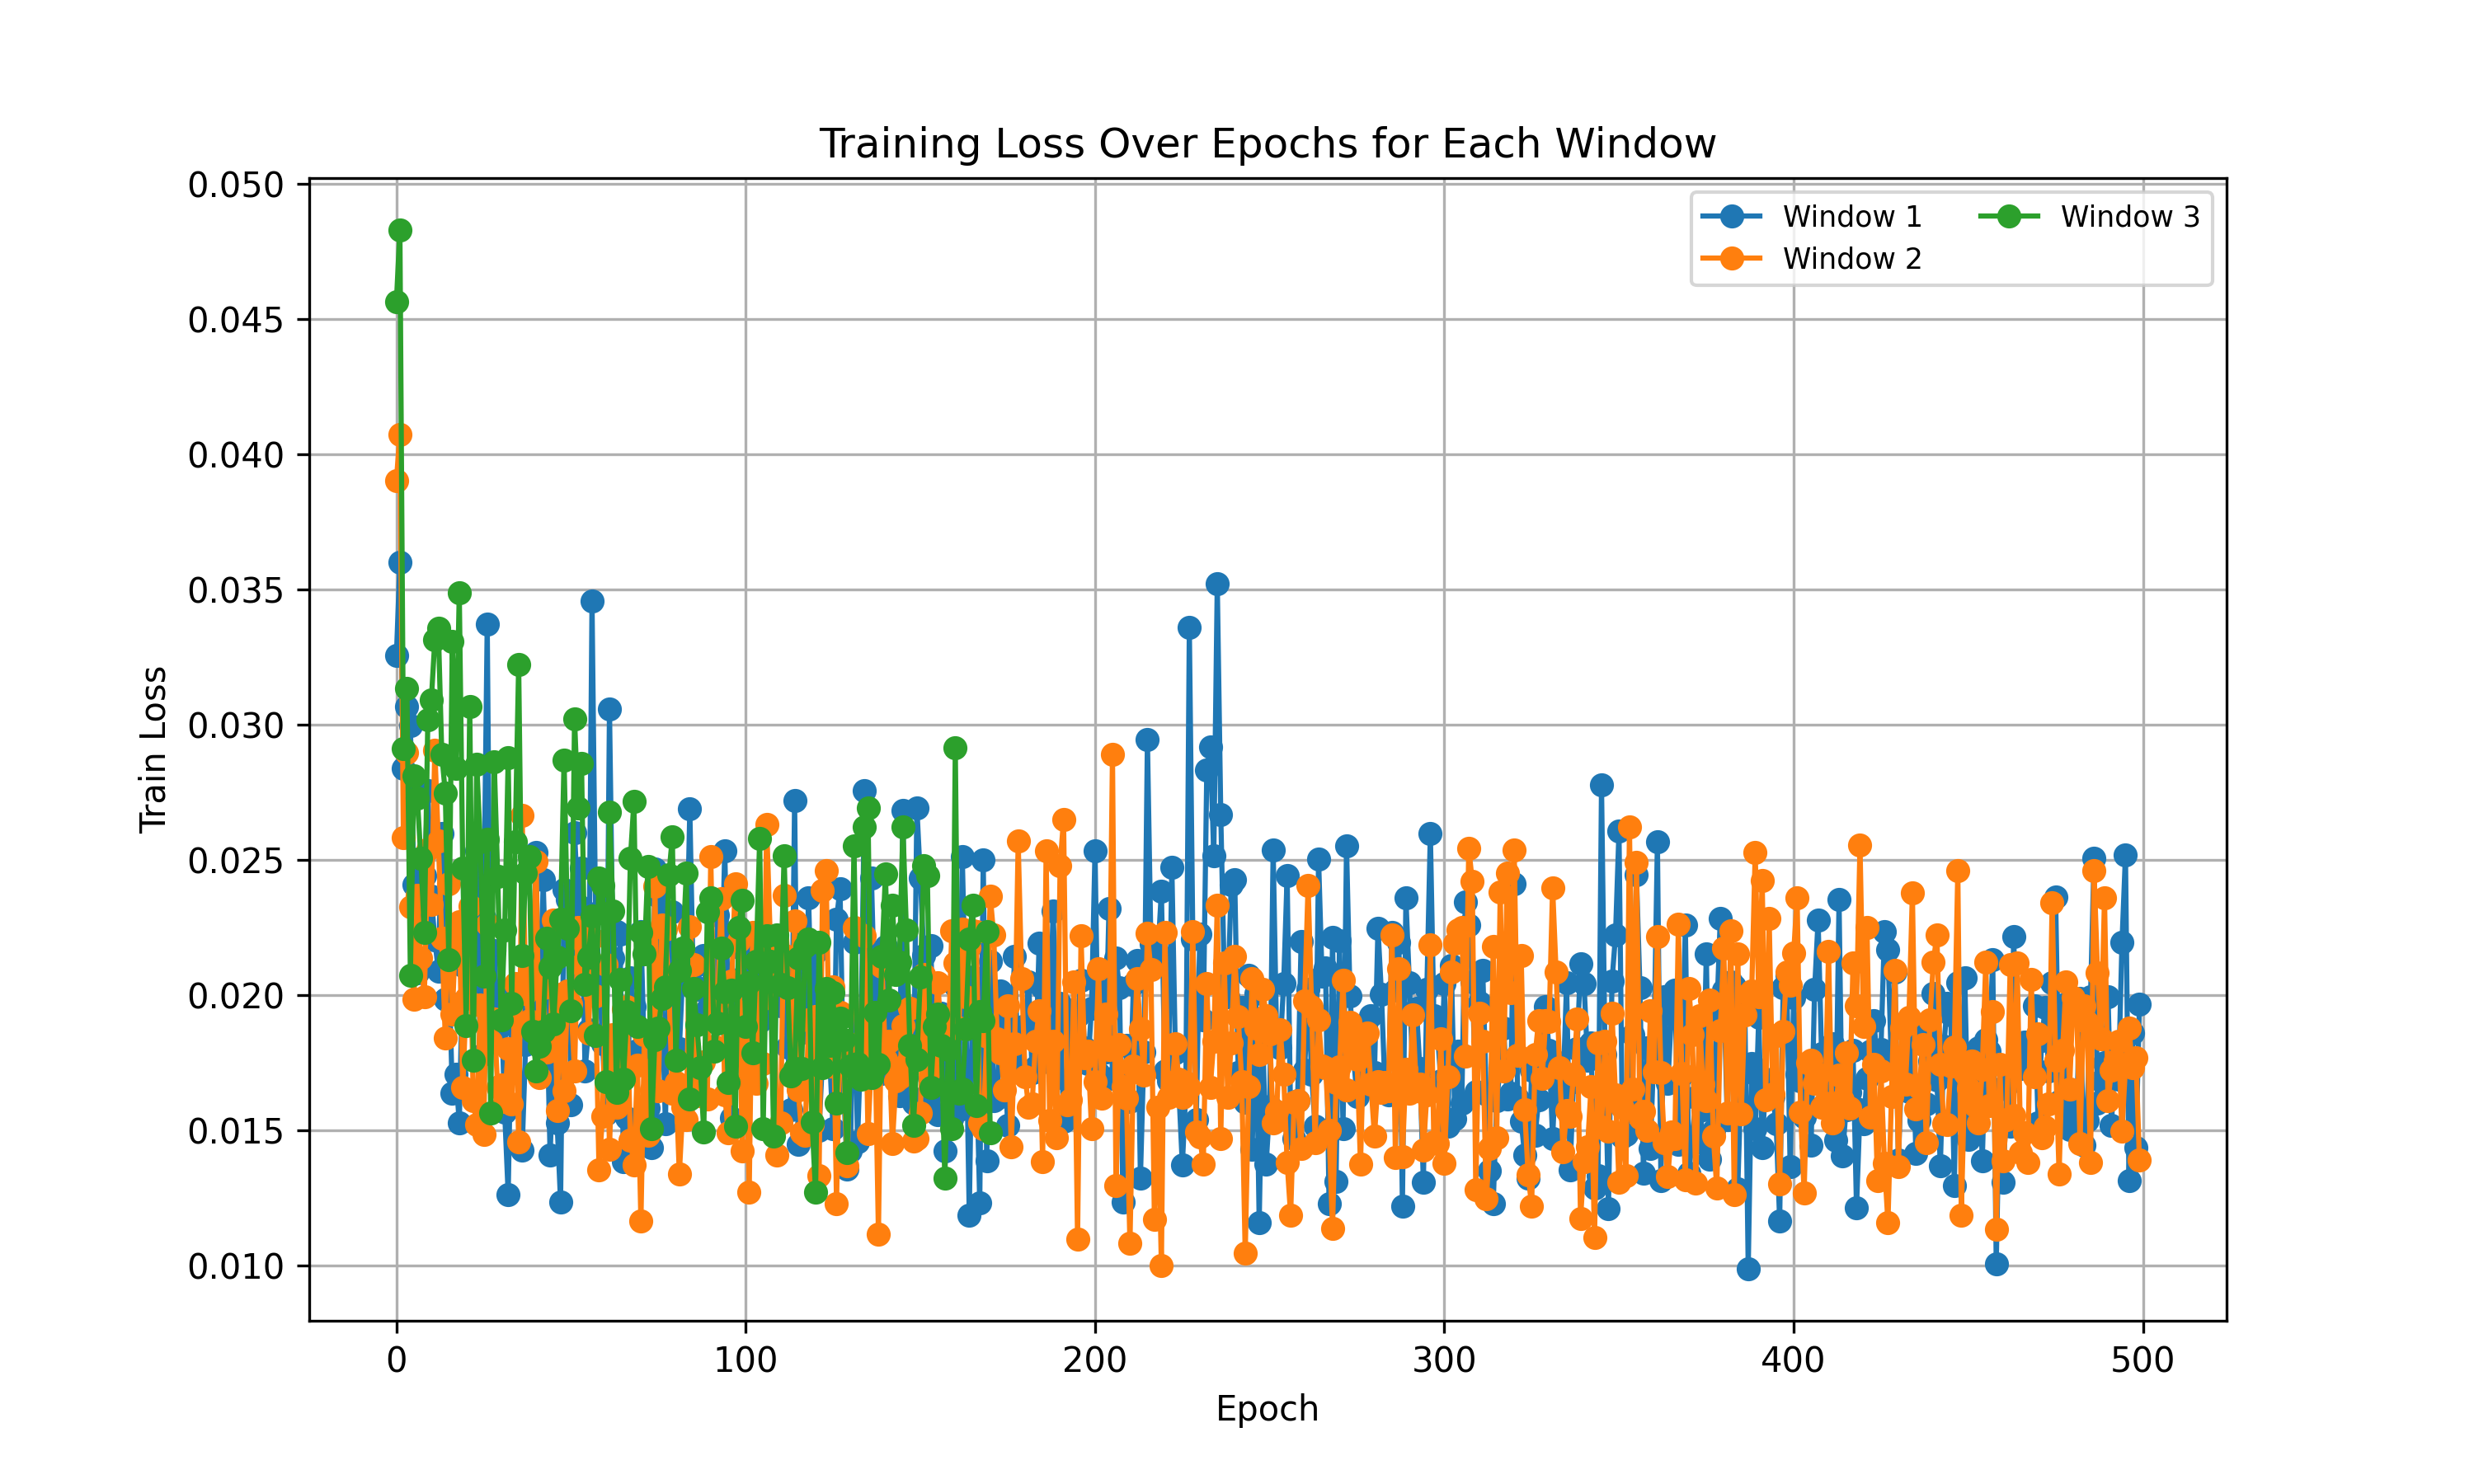 Training Loss Over Epochs for Each Window
Window 1
Window 2
Window 3
0.050
0.045
0.040
0.035
0.030
0.025
0.020
0.015
0.010
Train Loss
0 100 200 300 400 500
Epoch